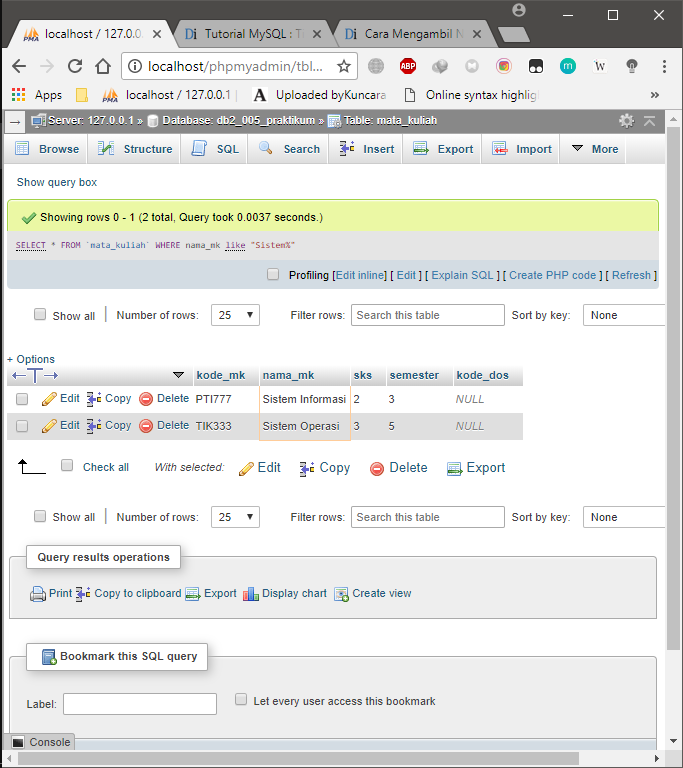 localhost / 127.0.0. Tutorial MySQL : Cara Mengambil
localhost/phpmyadmin/tbl
Apps localhost / 127.0.0.1 Uploaded byKuncara Online syntax highlig »
Server: 127.0.0.1 » Database: db2_005_praktikum » Table: mata_kuliah
Browse Structure SQL Search Insert Export Import More
Show query box
Showing rows 0 - 1 (2 total, Query took 0.0037 seconds.)
SELECT * FROM `mata_kuliah` WHERE nama_mk like "Sistem%"
Profiling [Edit inline] [ Edit ] [ Explain SQL ] [ Create PHP code ] [ Refresh ]
Show all Number of rows: 25 Filter rows: Search this table Sort by key: None
+ Options
kode_mk nama_mk sks semester kode_dos
Edit Copy Delete PTI777 Sistem Informasi 2 3 NULL
Edit Copy Delete TIK333 Sistem Operasi 3 5 NULL
Check all With selected: Edit Copy Delete Export
Show all Number of rows: 25 Filter rows: Search this table Sort by key: None
Query results operations
Print Copy to clipboard Export Display chart Create view
Bookmark this SQL query
Label: Let every user access this bookmark
Console